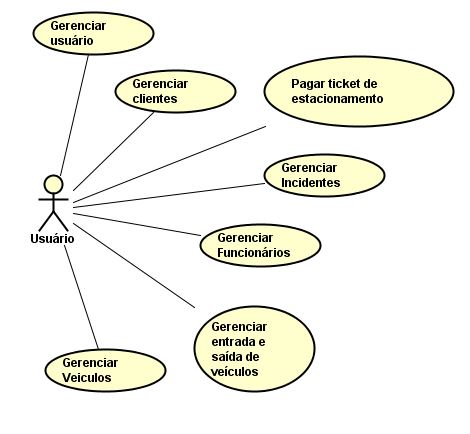 Gerenciar
usuário
Gerenciar
clientes
Pagar ticket de
estacionamento
Gerenciar
Incidentes
Usuário
Gerenciar
Funcionários
Gerenciar
entrada e
saída de
veículos
Gerenciar
Veiculos